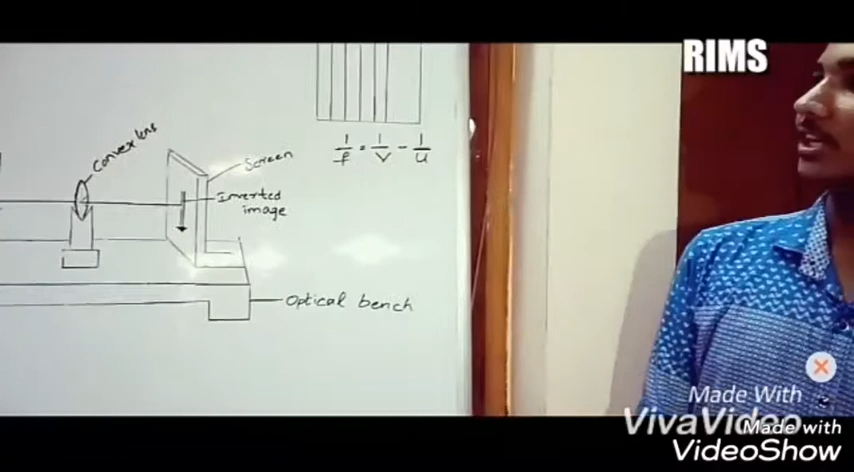 RIMS
Convex lens
Screen
1/f = 1/v - 1/u
Inverted
image
Optical bench
Made With
VivaVideo
Made with
VideoShow